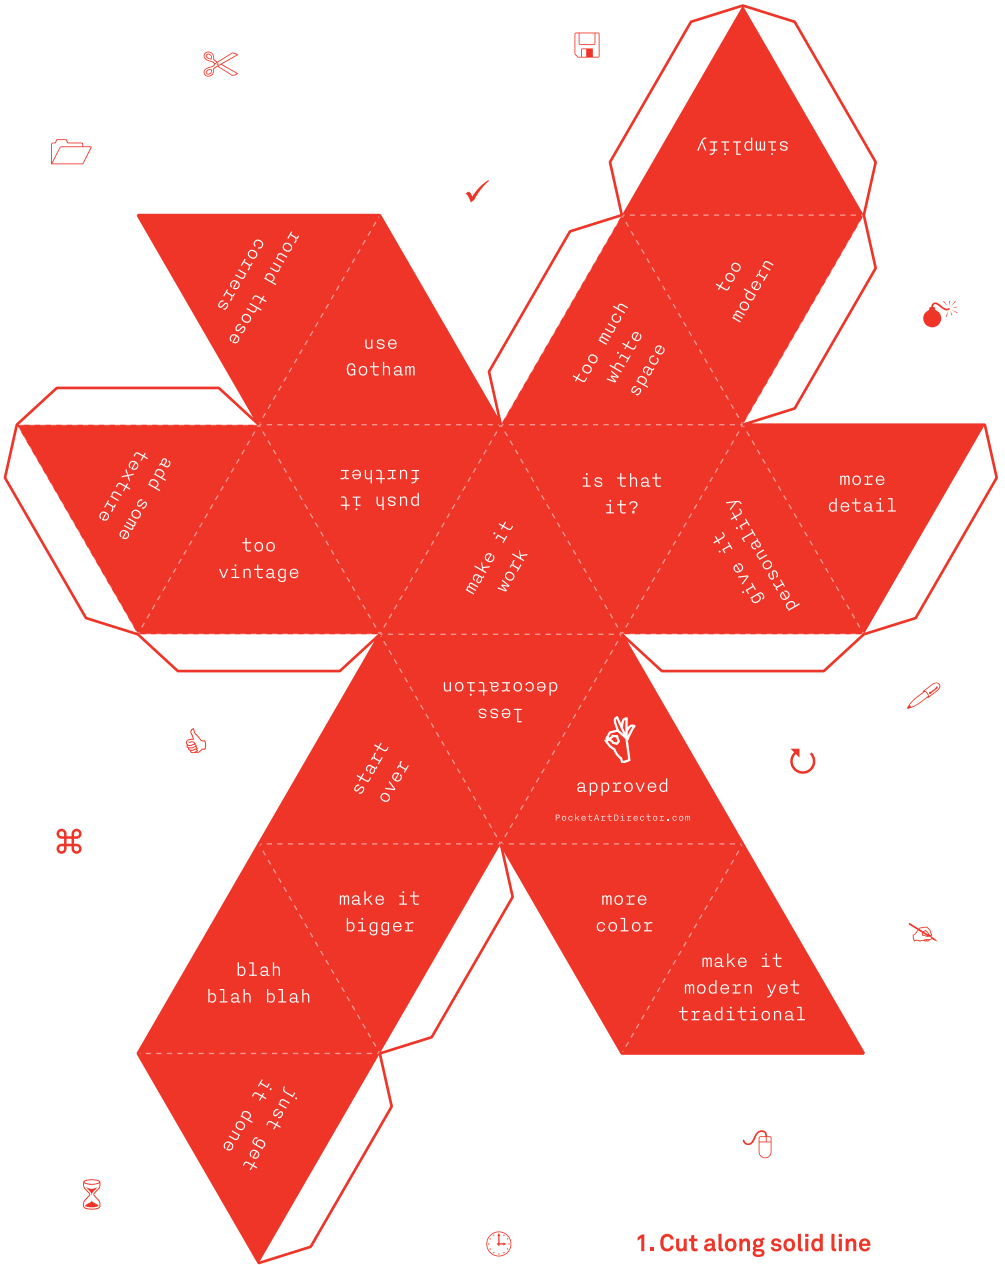 simplify
too
modern
round those
corners
too much
white
space
use
Gotham
add some
texture
push it
further
is that
it?
more
detail
give it
personality
too
vintage
make it
work
less
decoration
start
over
approved
PocketArtDirector.com
make it
bigger
more
color
blah
blah blah
make it
modern yet
traditional
just get
it done
1. Cut along solid line